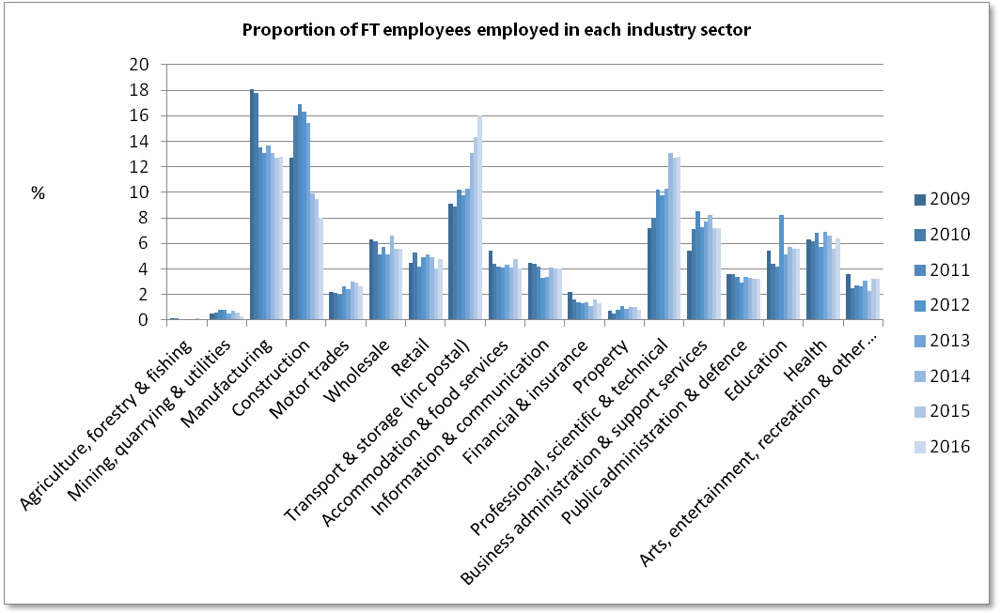 Proportion of FT employees employed in each industry sector
%
20
18
16
14
12
10
8
6
4
2
0
Agriculture, forestry & fishing
Mining, quarrying & utilities
Manufacturing
Construction
Motor trades
Wholesale
Retail
Transport & storage (inc postal)
Accommodation & food services
Information & communication
Financial & insurance
Property
Professional, scientific & technical
Business administration & support services
Public administration & defence
Education
Health
Arts, entertainment, recreation & other...
2009
2010
2011
2012
2013
2014
2015
2016